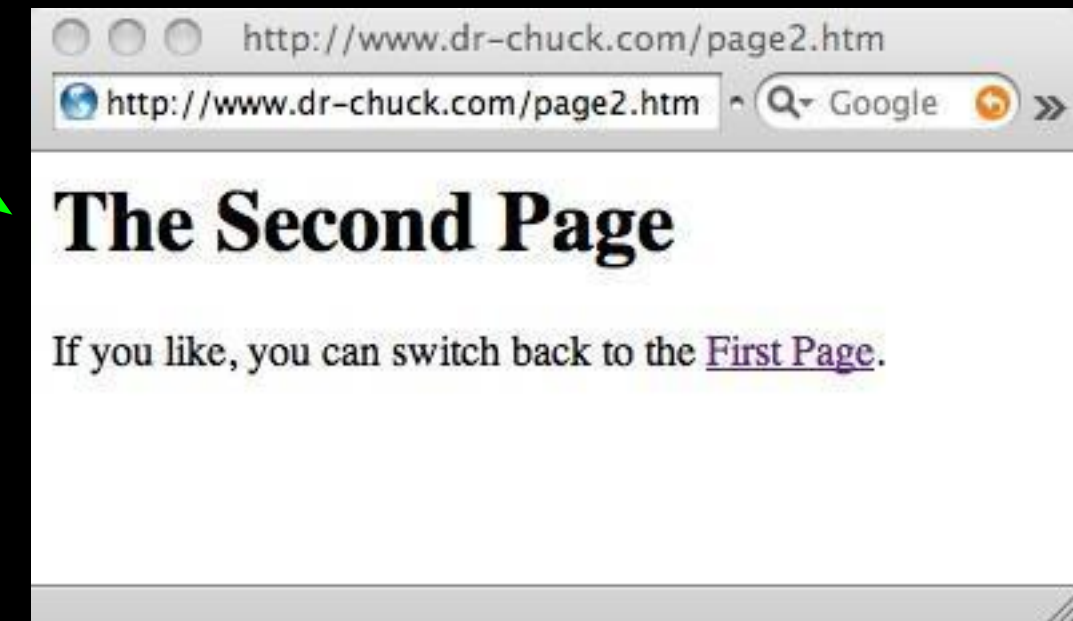 http://www.dr-chuck.com/page2.htm
http://www.dr-chuck.com/page2.htm Google
The Second Page
If you like, you can switch back to the First Page.